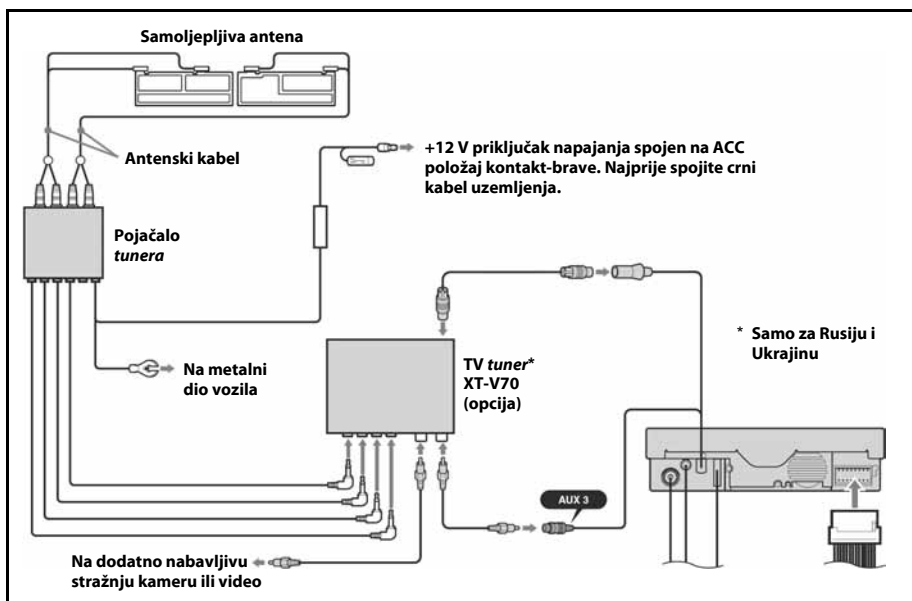 Samoljepljiva antena
Antenski kabel
+12 V priključak napajanja spojen na ACC
položaj kontakt-brave. Najprije spojite crni
kabel uzemljenja.
Pojačalo
tunera
Na metalni
dio vozila
TV tuner*
XT-V70
(opcija)
* Samo za Rusiju i
Ukrajinu
AUX 3
Na dodatno nabavljivu
stražnju kameru ili video